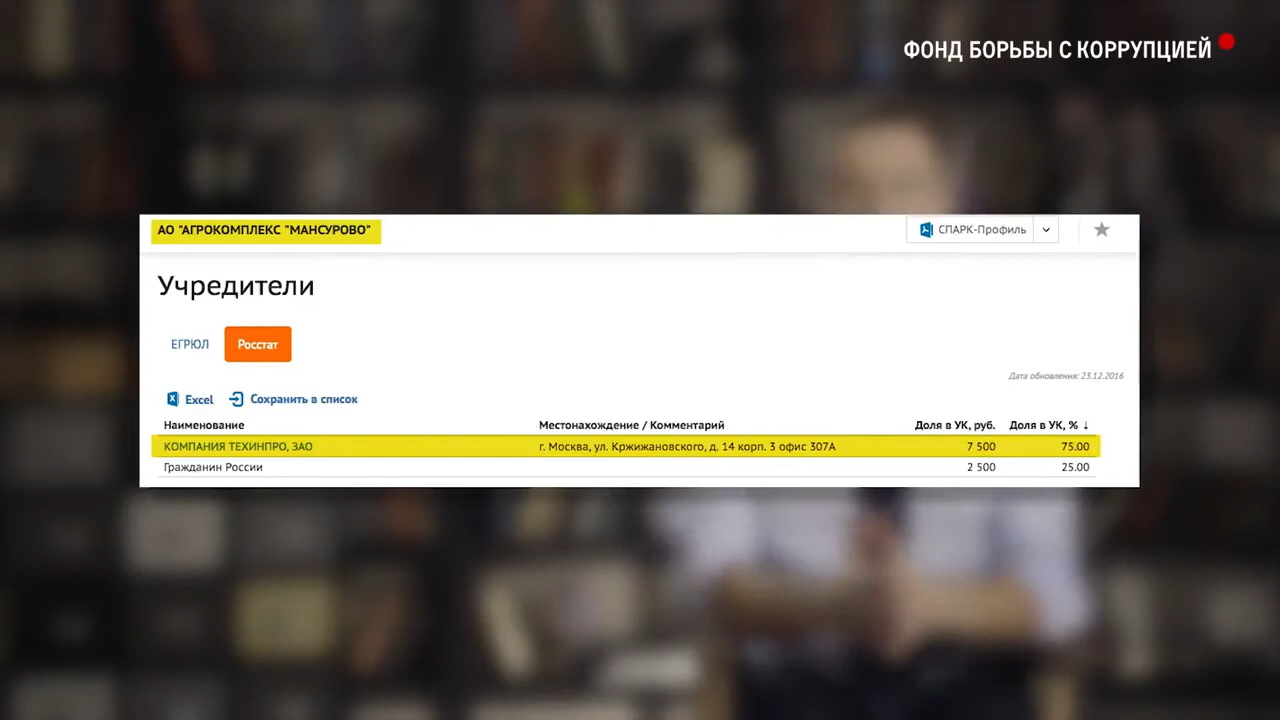 ФОНД БОРЬБЫ С КОРРУПЦИЕЙ
АО "АГРОКОМПЛЕКС "МАНСУРОВО"
СПАРК-Профиль
Учредители
ЕГРЮЛ Росстат
Дата обновления: 23.12.2016
Excel Сохранить в список
Наименование Местонахождение / Комментарий Доля в УК, руб. Доля в УК, % ↓
КОМПАНИЯ ТЕХИНПРО, ЗАО г. Москва, ул. Кржижановского, д. 14 корп. 3 офис 307А 7 500 75.00
Гражданин России 2 500 25.00